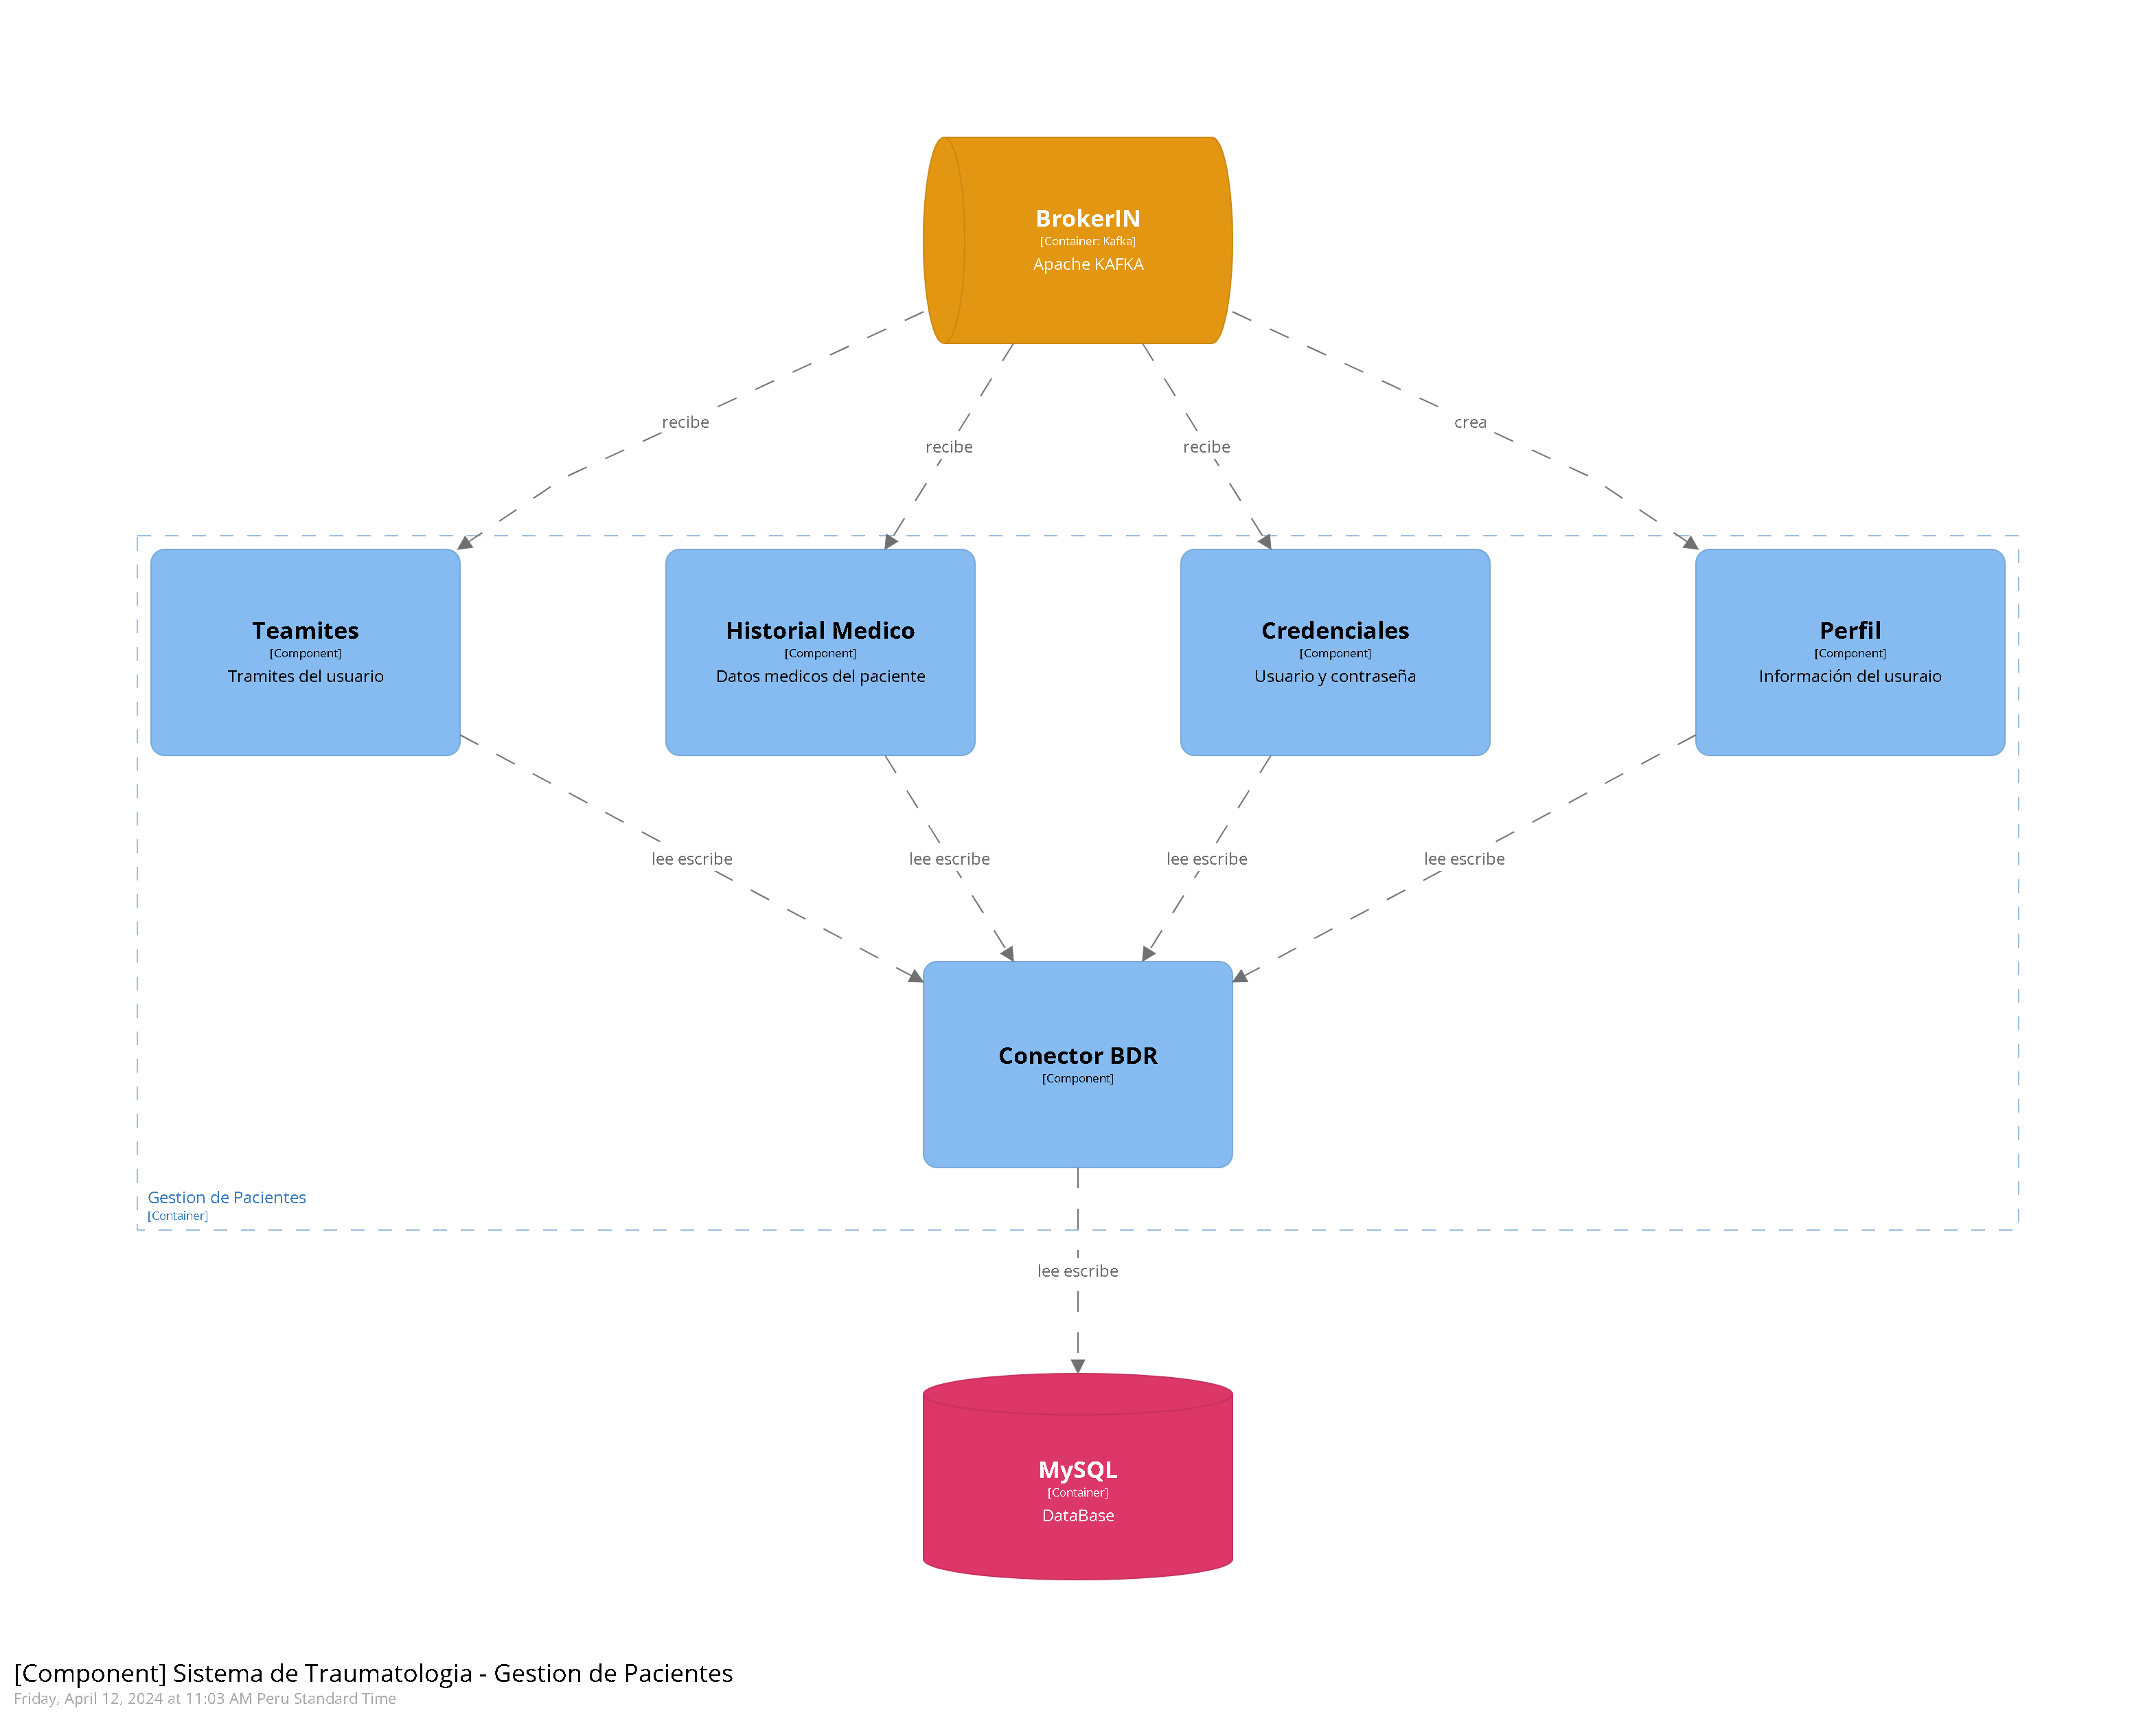 BrokerIN
[Container: Kafka]
Apache KAFKA
recibe
recibe
recibe
crea
Teamites
[Component]
Tramites del usuario
Historial Medico
[Component]
Datos medicos del paciente
Credenciales
[Component]
Usuario y contraseña
Perfil
[Component]
Información del usuraio
lee escribe
lee escribe
lee escribe
lee escribe
Conector BDR
[Component]
Gestion de Pacientes
[Container]
lee escribe
MySQL
[Container]
DataBase
[Component] Sistema de Traumatologia - Gestion de Pacientes
Friday, April 12, 2024 at 11:03 AM Peru Standard Time